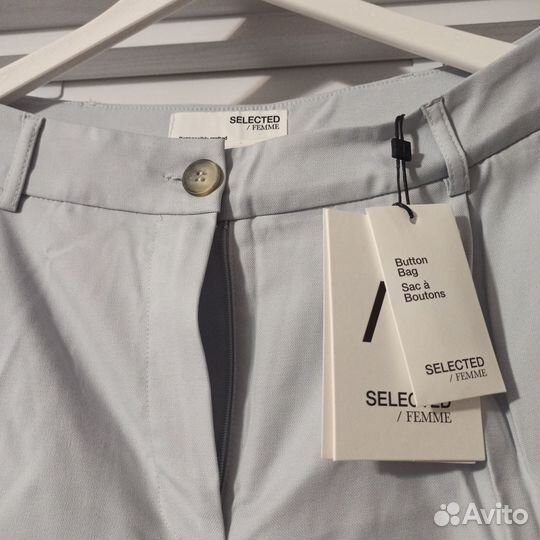 SELECTED
/ FEMME
Button
Bag
Sac à
Boutons
SELECTED
/ FEMME
/
SELECTED
/ FEMME
Avito